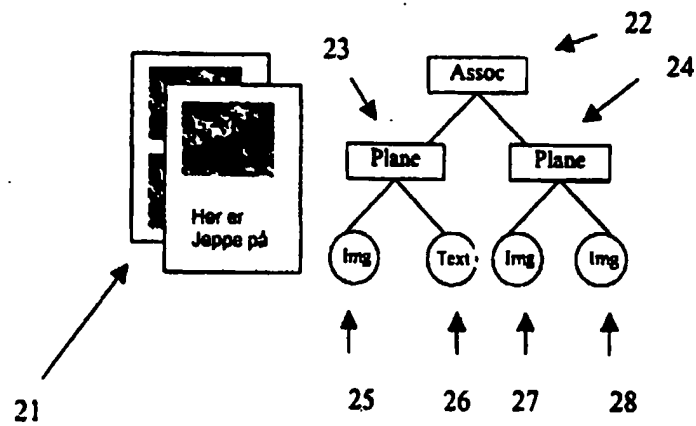 22
23
Assoc
24
Plane
Plane
Her er
Jeppe på
Img
Text
Img
Img
21
25
26
27
28